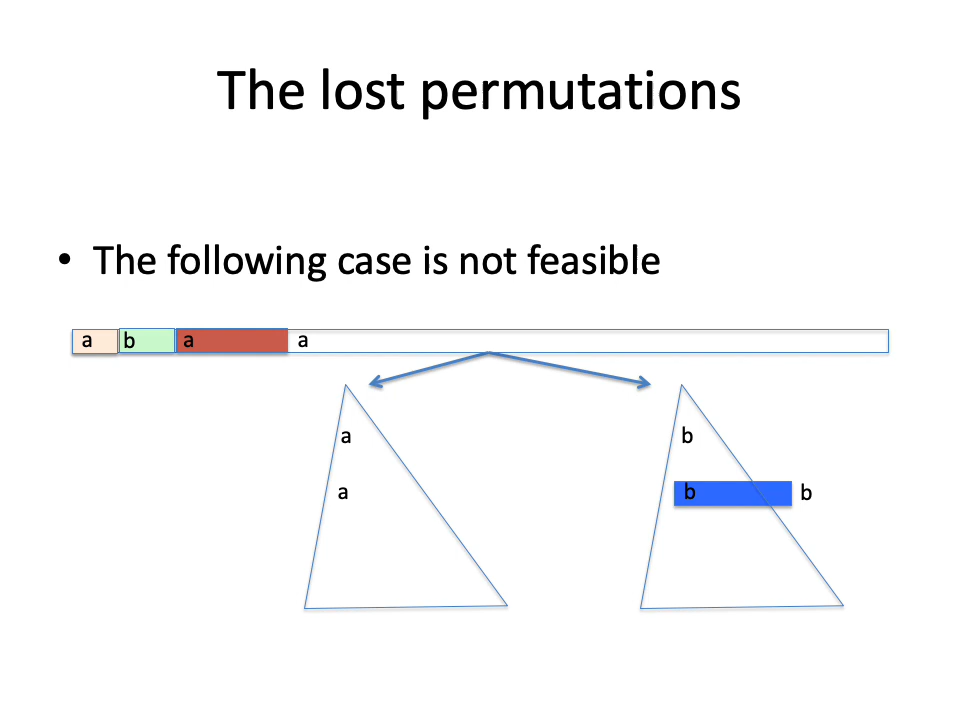 The lost permutations
• The following case is not feasible
a b a a
a b
a b b